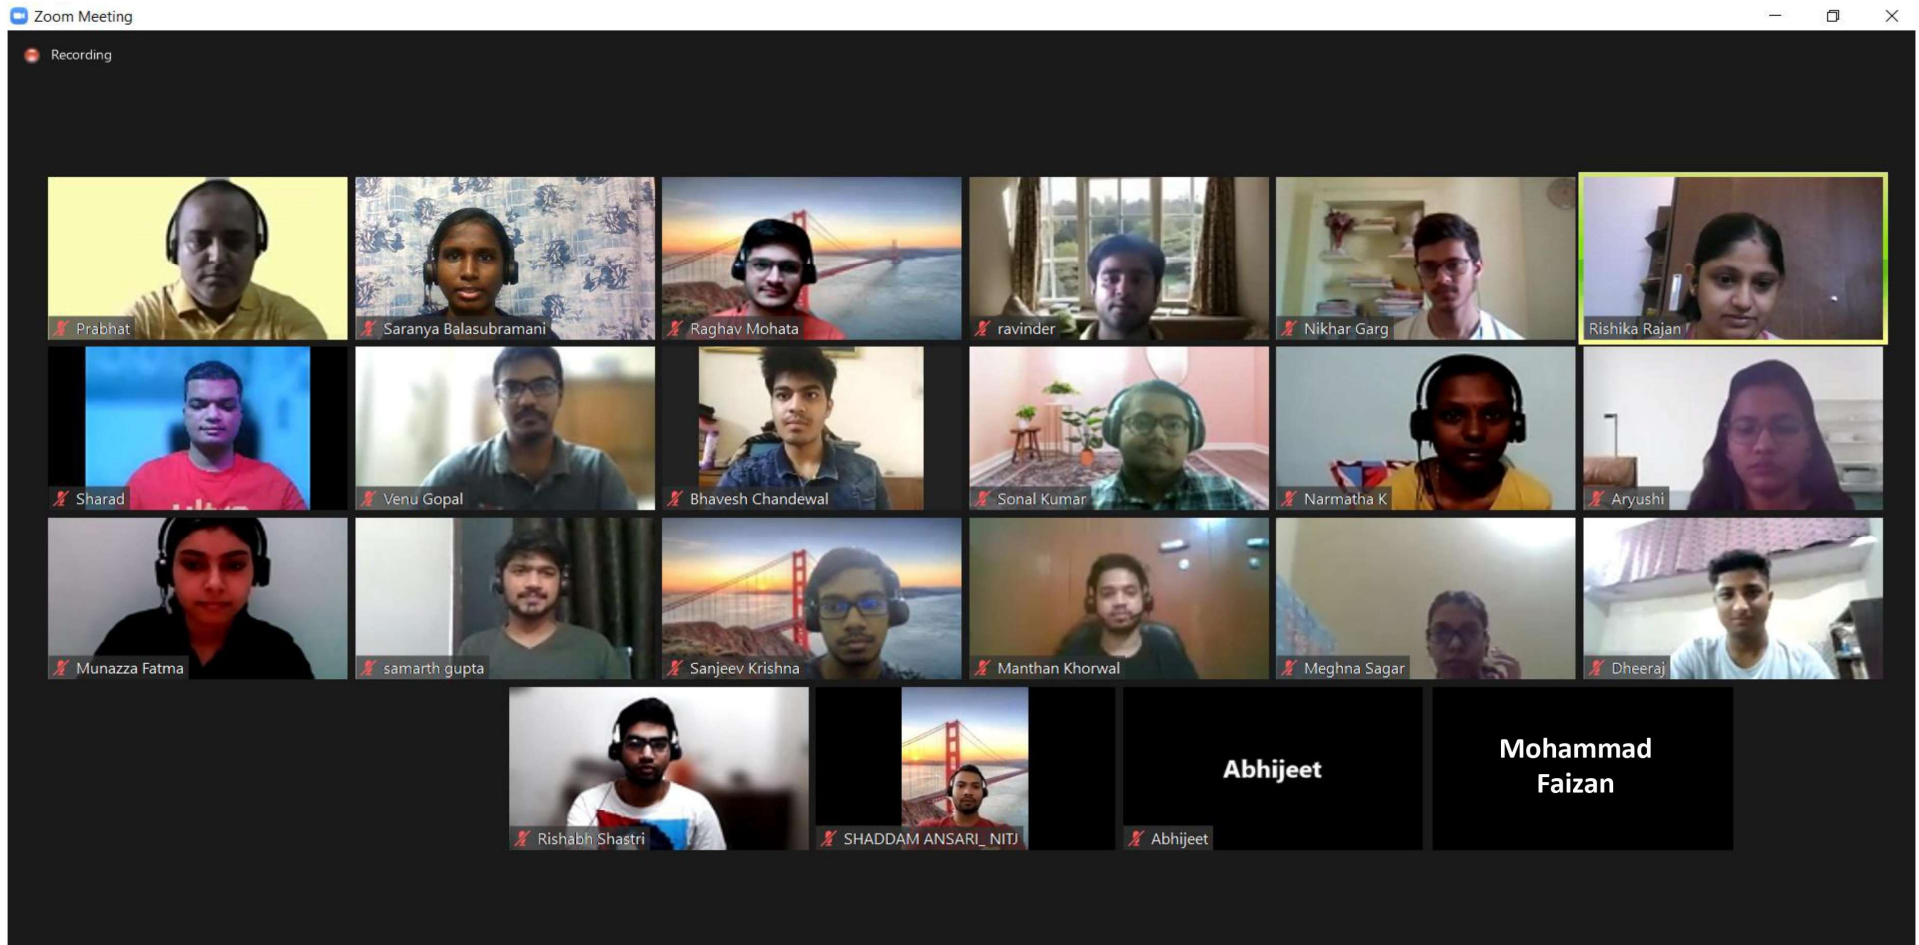 Zoom Meeting
Recording
Prabhat
Saranya Balasubramani
Raghav Mohata
ravinder
Nikhar Garg
Rishika Rajan
Sharad
Venu Gopal
Bhavesh Chandewal
Sonal Kumar
Narmatha K
Aryushi
Munazza Fatma
samarth gupta
Sanjeev Krishna
Manthan Khorwal
Meghna Sagar
Dheeraj
Rishabh Shastri
SHADDAM ANSARI_ NITJ
Abhijeet
Abhijeet
Mohammad
Faizan